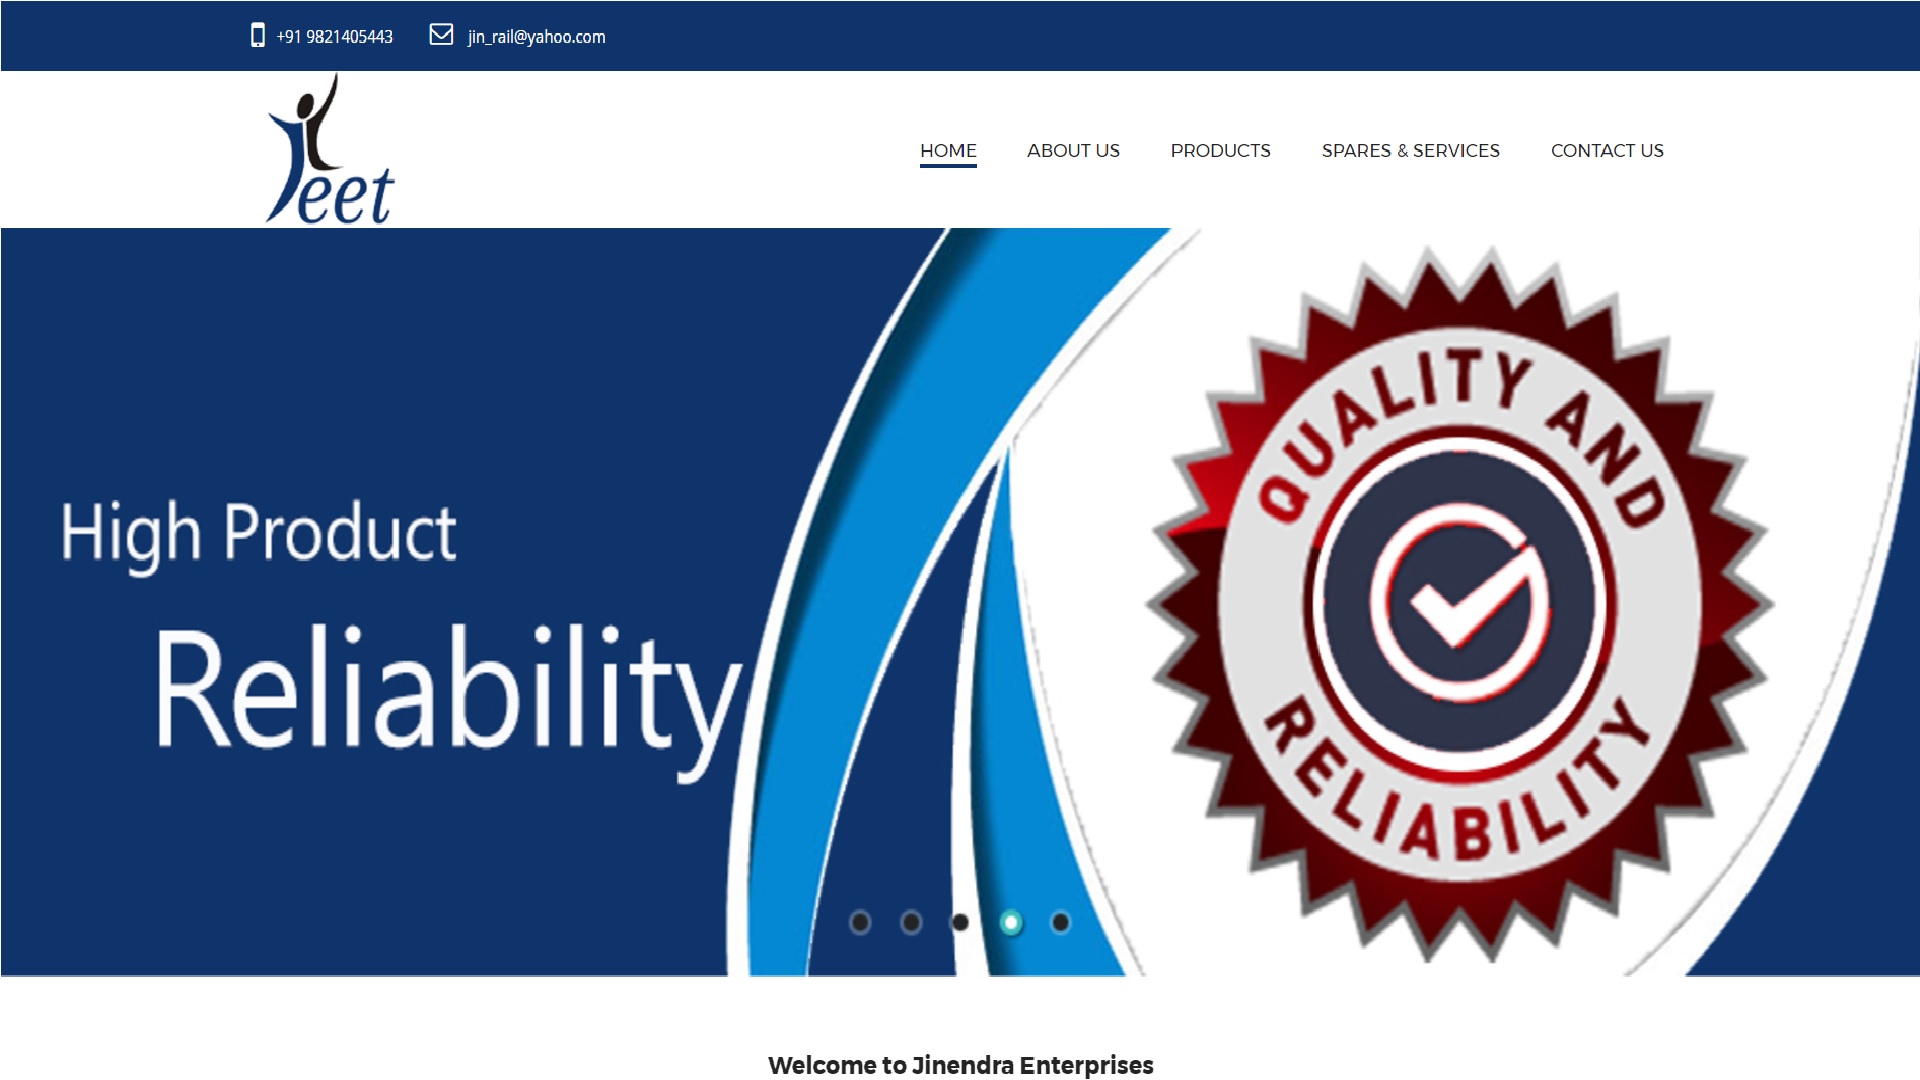 +91 9821405443 jin_rail@yahoo.com
Jeet
HOME ABOUT US PRODUCTS SPARES & SERVICES CONTACT US
High Product
Reliability
QUALITY AND
RELIABILITY
Welcome to Jinendra Enterprises